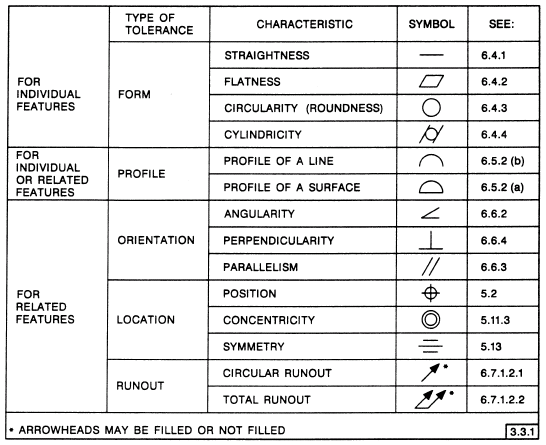 TYPE OF TOLERANCE CHARACTERISTIC SYMBOL SEE:
FOR INDIVIDUAL FEATURES
FORM
STRAIGHTNESS 6.4.1
FLATNESS 6.4.2
CIRCULARITY (ROUNDNESS) 6.4.3
CYLINDRICITY 6.4.4
FOR INDIVIDUAL OR RELATED FEATURES
PROFILE
PROFILE OF A LINE 6.5.2 (b)
PROFILE OF A SURFACE 6.5.2 (a)
FOR RELATED FEATURES
ORIENTATION
ANGULARITY 6.6.2
PERPENDICULARITY 6.6.4
PARALLELISM 6.6.3
LOCATION
POSITION 5.2
CONCENTRICITY 5.11.3
SYMMETRY 5.13
RUNOUT
CIRCULAR RUNOUT * 6.7.1.2.1
TOTAL RUNOUT * 6.7.1.2.2
* ARROWHEADS MAY BE FILLED OR NOT FILLED
3.3.1